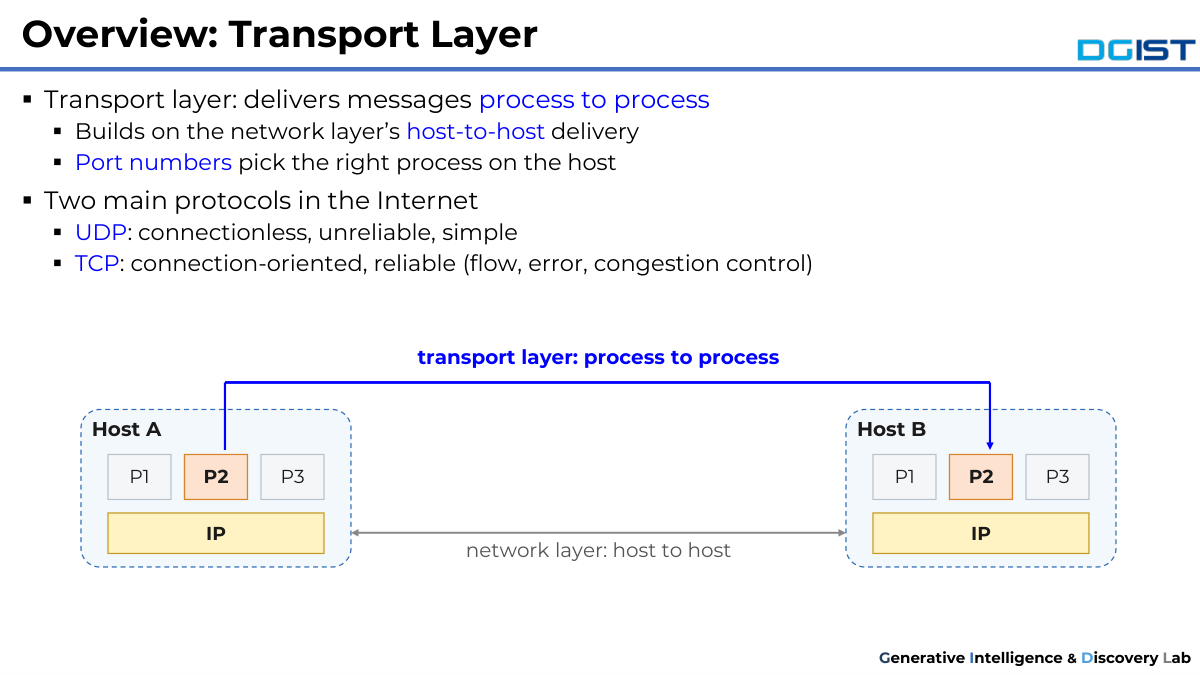 Overview: Transport Layer
DGIST
▪ Transport layer: delivers messages process to process
▪ Builds on the network layer’s host-to-host delivery
▪ Port numbers pick the right process on the host
▪ Two main protocols in the Internet
▪ UDP: connectionless, unreliable, simple
▪ TCP: connection-oriented, reliable (flow, error, congestion control)
transport layer: process to process
Host A
P1 P2 P3
IP
Host B
P1 P2 P3
IP
network layer: host to host
Generative Intelligence & Discovery Lab